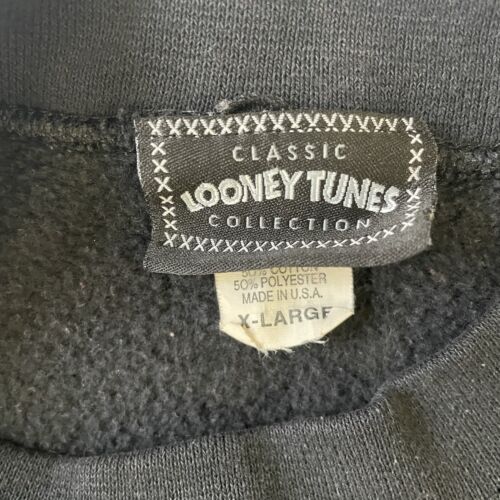 CLASSIC
LOONEY TUNES
COLLECTION
50% COTTON
50% POLYESTER
MADE IN U.S.A.
X-LARGE